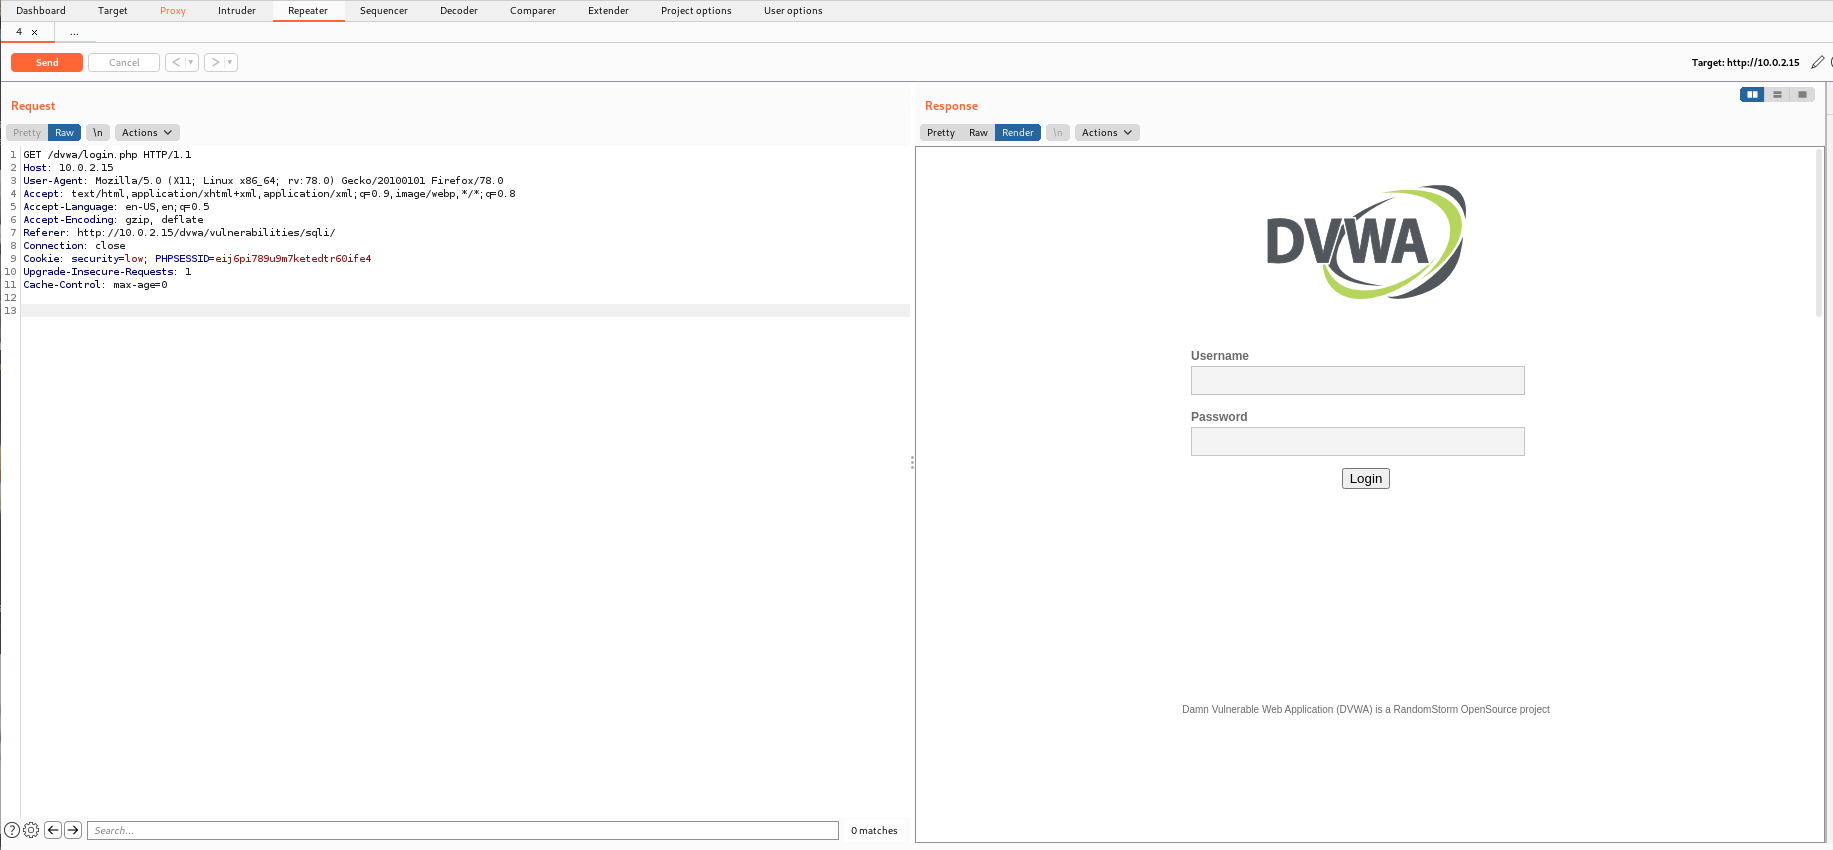 Dashboard Target Proxy Intruder Repeater Sequencer Decoder Comparer Extender Project options User options
4 × ...
Send Cancel < > Target: http://10.0.2.15
Request
Pretty Raw \n Actions
1 GET /dvwa/login.php HTTP/1.1
2 Host: 10.0.2.15
3 User-Agent: Mozilla/5.0 (X11; Linux x86_64; rv:78.0) Gecko/20100101 Firefox/78.0
4 Accept: text/html,application/xhtml+xml,application/xml;q=0.9,image/webp,*/*;q=0.8
5 Accept-Language: en-US,en;q=0.5
6 Accept-Encoding: gzip, deflate
7 Referer: http://10.0.2.15/dvwa/vulnerabilities/sqli/
8 Connection: close
9 Cookie: security=low; PHPSESSID=eij6pi789u9m7ketedtr60ife4
10 Upgrade-Insecure-Requests: 1
11 Cache-Control: max-age=0
12
13
Search... 0 matches
Response
Pretty Raw Render \n Actions
DVWA
Username
Password
Login
Damn Vulnerable Web Application (DVWA) is a RandomStorm OpenSource project